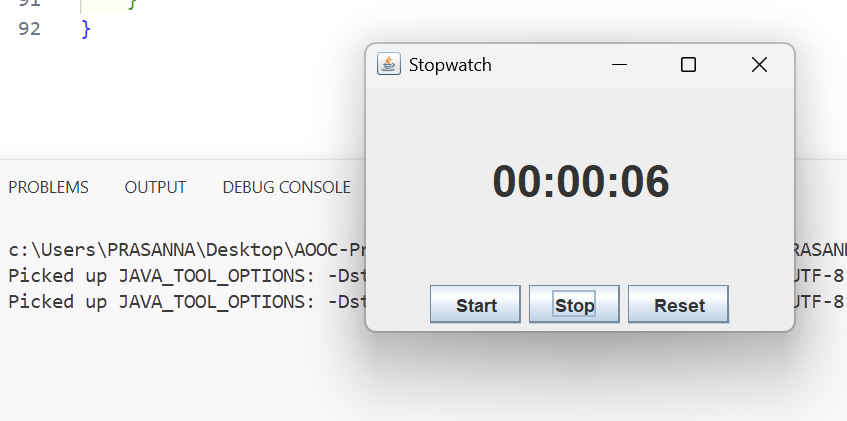 91 }
92 }
Stopwatch
00:00:06
Start Stop Reset
PROBLEMS OUTPUT DEBUG CONSOLE
c:\Users\PRASANNA\Desktop\AOOC-Pr
Picked up JAVA_TOOL_OPTIONS: -Dst UTF-8
Picked up JAVA_TOOL_OPTIONS: -Dst UTF-8